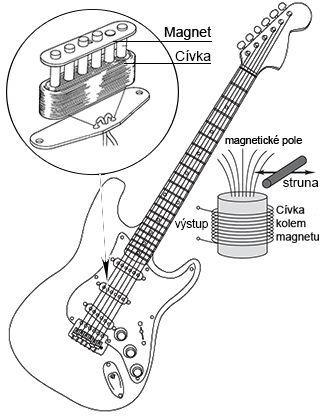 Magnet
Cívka
magnetické pole
struna
výstup
Cívka
kolem
magnetu